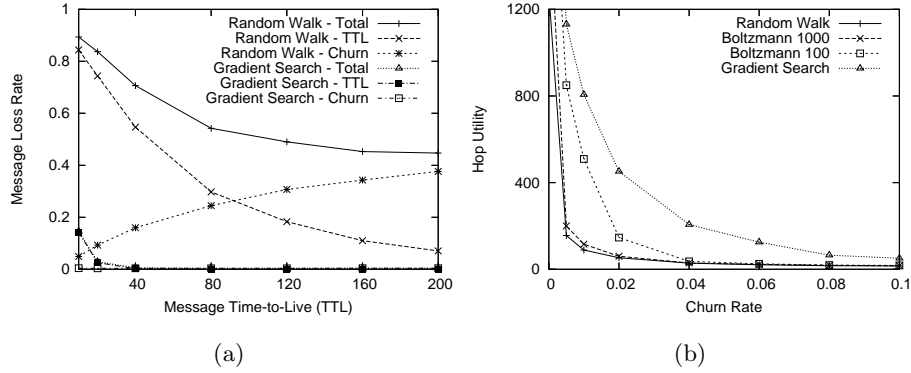 Message Loss Rate
1
0.8
0.6
0.4
0.2
0
40 80 120 160 200
Message Time-to-Live (TTL)
Random Walk - Total
Random Walk - TTL
Random Walk - Churn
Gradient Search - Total
Gradient Search - TTL
Gradient Search - Churn
(a)
Hop Utility
1200
800
400
0
0 0.02 0.04 0.06 0.08 0.1
Churn Rate
Random Walk
Boltzmann 1000
Boltzmann 100
Gradient Search
(b)